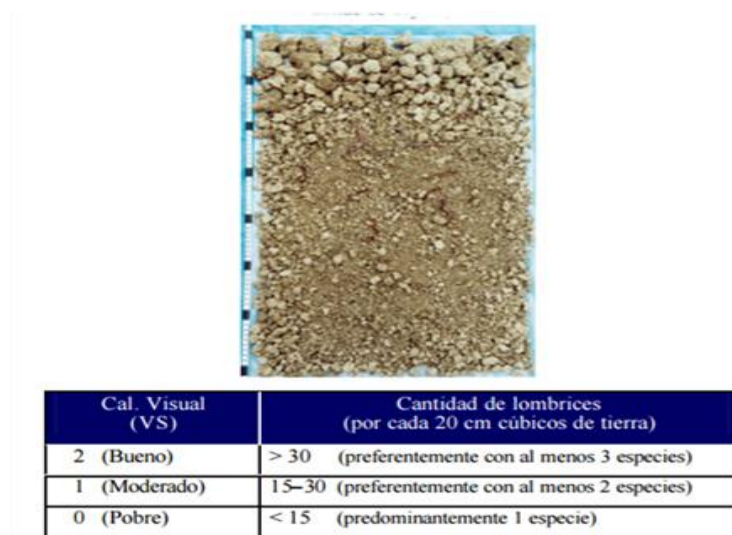 Cal. Visual
(VS)
Cantidad de lombrices
(por cada 20 cm cúbicos de tierra)
2 (Bueno)
> 30 (preferentemente con al menos 3 especies)
1 (Moderado)
15–30 (preferentemente con al menos 2 especies)
0 (Pobre)
< 15 (predominantemente 1 especie)